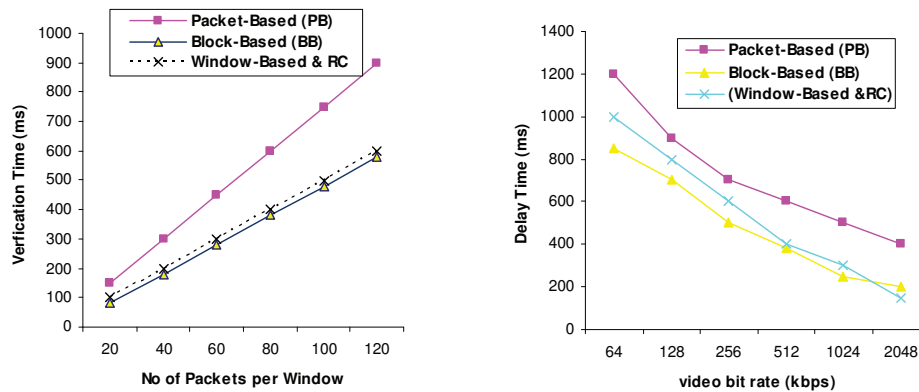 Packet-Based (PB)
Block-Based (BB)
Window-Based & RC
1000
900
800
700
600
500
400
300
200
100
0
Verfication Time (ms)
20 40 60 80 100 120
No of Packets per Window
Packet-Based (PB)
Block-Based (BB)
(Window-Based &RC)
1400
1200
1000
800
600
400
200
0
Delay Time (ms)
64 128 256 512 1024 2048
video bit rate (kbps)